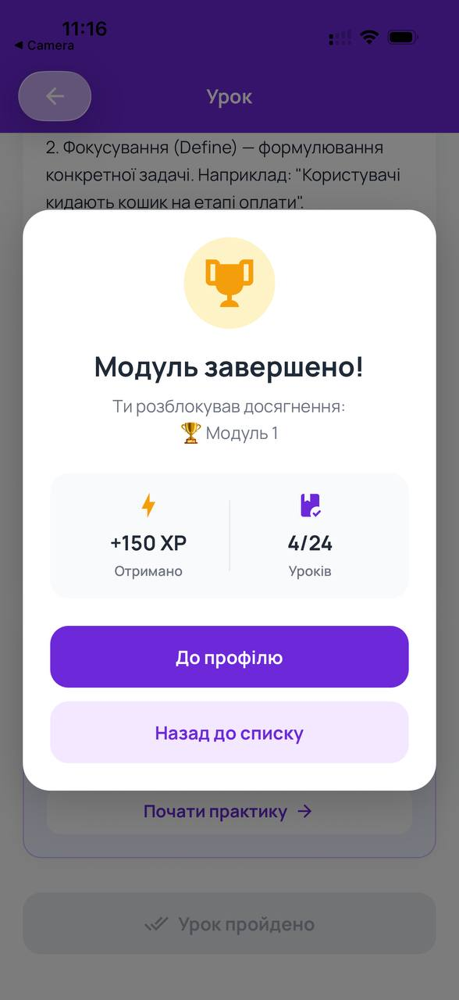 11:16
◀ Camera
Урок
2. Фокусування (Define) — формулювання
конкретної задачі. Наприклад: "Користувачі
кидають кошик на етапі оплати".
Модуль завершено!
Ти розблокував досягнення:
🏆 Модуль 1
+150 XP
Отримано
4/24
Уроків
До профілю
Назад до списку
Почати практику →
Урок пройдено